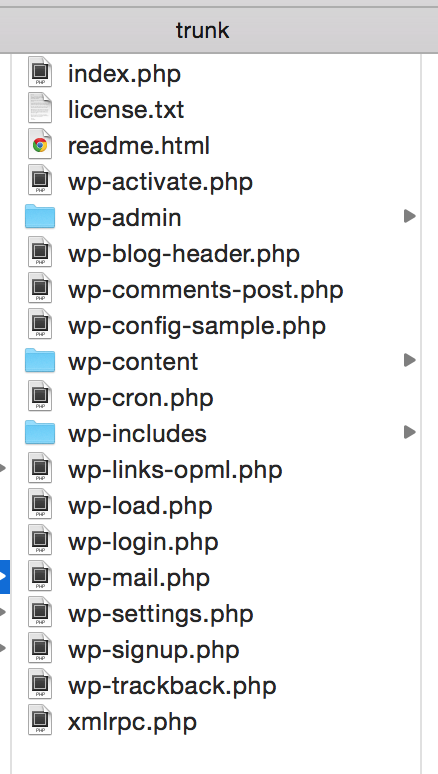 trunk
index.php
license.txt
readme.html
wp-activate.php
wp-admin
wp-blog-header.php
wp-comments-post.php
wp-config-sample.php
wp-content
wp-cron.php
wp-includes
wp-links-opml.php
wp-load.php
wp-login.php
wp-mail.php
wp-settings.php
wp-signup.php
wp-trackback.php
xmlrpc.php